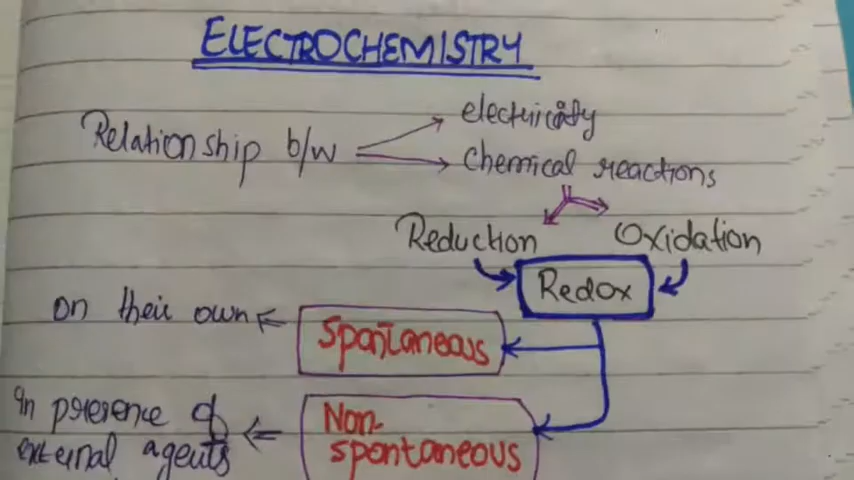 ELECTROCHEMISTRY
Relationship b/w
electricity
chemical reactions
Reduction
Oxidation
Redox
on their own
Spontaneous
In presence of
external agents
Non-
spontaneous